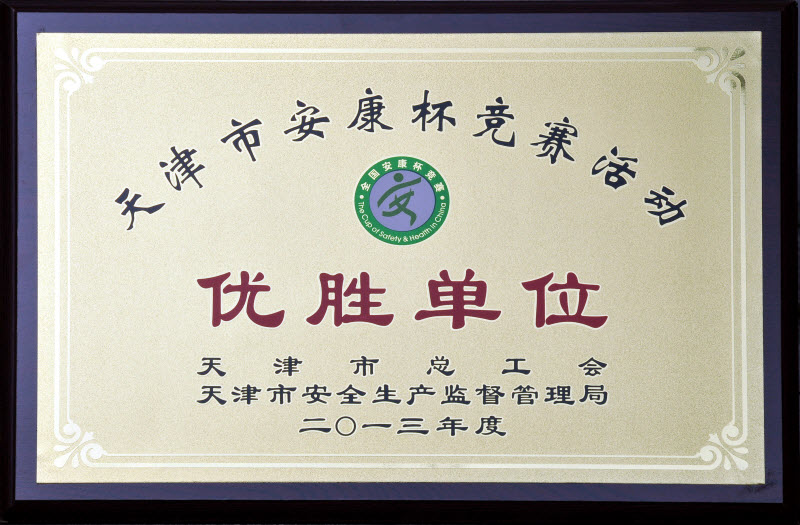 天津市安康杯竞赛活动
全国安康杯竞赛
安
The Cup of Safety & Health in China
优胜单位
天津市总工会
天津市安全生产监督管理局
二〇一三年度